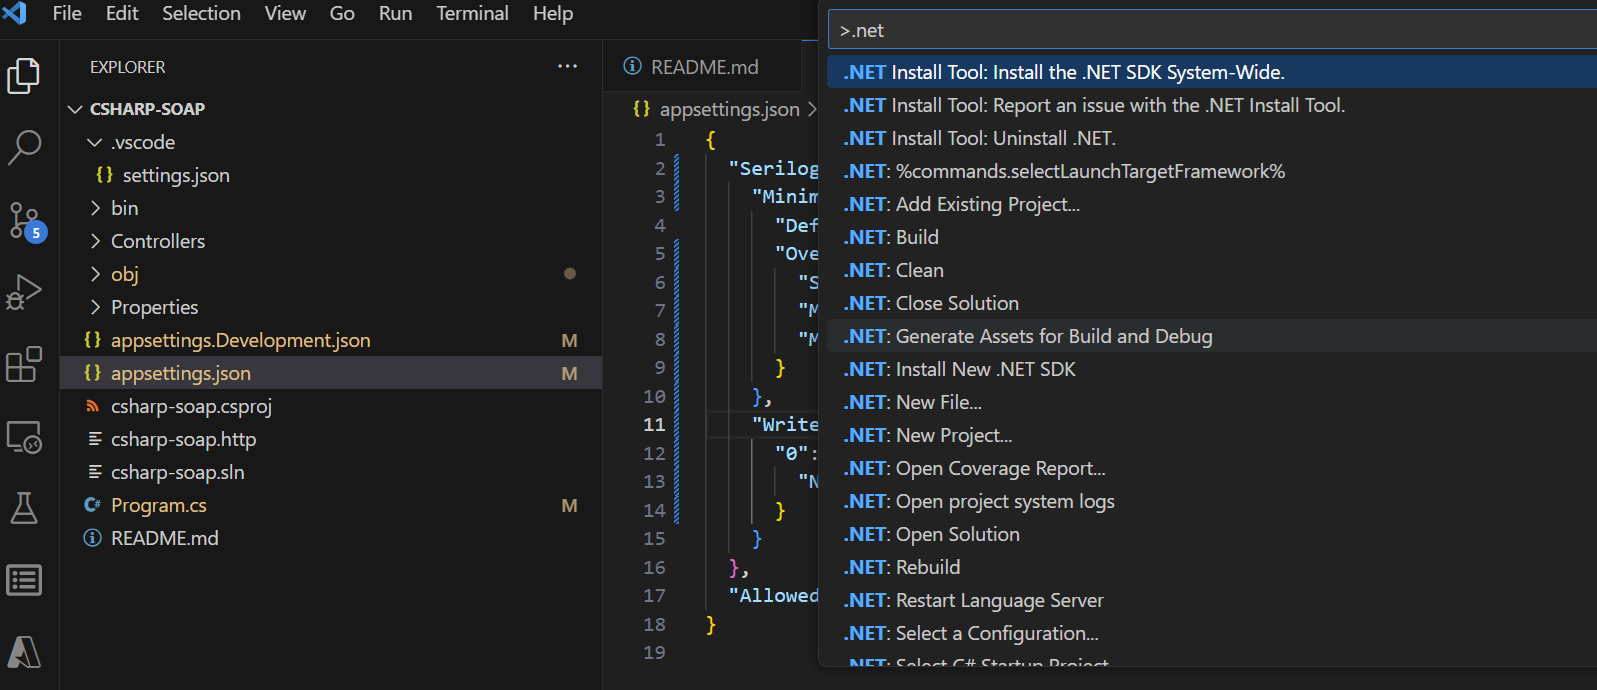 File Edit Selection View Go Run Terminal Help
>.net
EXPLORER ...
CSHARP-SOAP
.vscode
{} settings.json
bin
Controllers
obj
Properties
{} appsettings.Development.json M
{} appsettings.json M
csharp-soap.csproj
csharp-soap.http
csharp-soap.sln
C# Program.cs M
README.md
5
README.md
{} appsettings.json >
1 {
2 "Serilog
3 "Minim
4 "Def
5 "Ove
6 "S
7 "M
8 "M
9 }
10 },
11 "Write
12 "0":
13 "N
14 }
15 }
16 },
17 "Allowed
18 }
19
.NET Install Tool: Install the .NET SDK System-Wide.
.NET Install Tool: Report an issue with the .NET Install Tool.
.NET Install Tool: Uninstall .NET.
.NET: %commands.selectLaunchTargetFramework%
.NET: Add Existing Project...
.NET: Build
.NET: Clean
.NET: Close Solution
.NET: Generate Assets for Build and Debug
.NET: Install New .NET SDK
.NET: New File...
.NET: New Project...
.NET: Open Coverage Report...
.NET: Open project system logs
.NET: Open Solution
.NET: Rebuild
.NET: Restart Language Server
.NET: Select a Configuration...
.NET: Select C# Startup Project